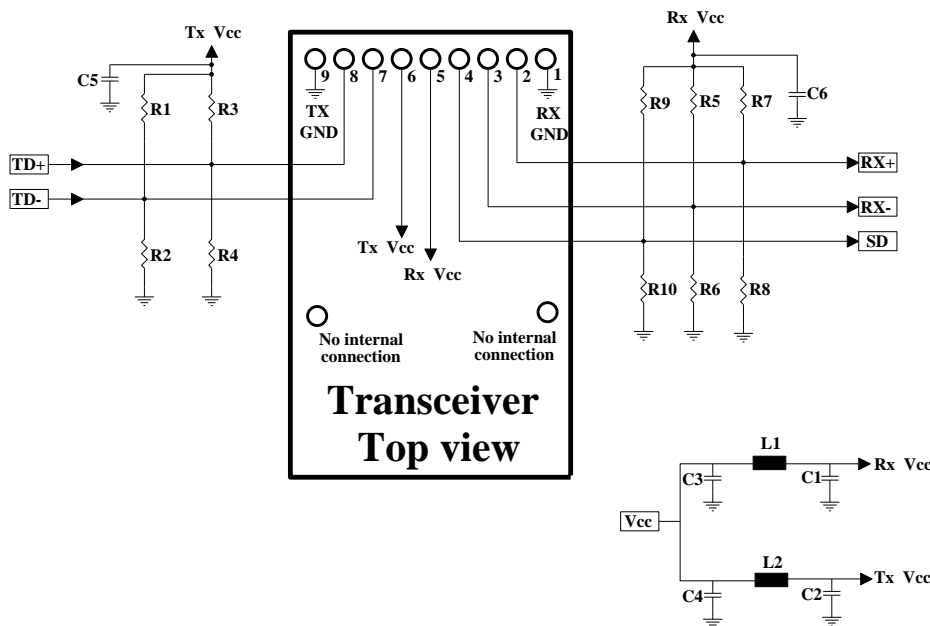 Tx Vcc
Rx Vcc
C5
R1
R3
9
8
7
6
5
4
3
2
1
TX
GND
RX
GND
R9
R5
R7
C6
TD+
TD-
RX+
RX-
SD
R2
R4
Tx Vcc
Rx Vcc
R10
R6
R8
No internal
connection
No internal
connection
Transceiver
Top view
L1
C3
C1
Rx Vcc
Vcc
L2
C4
C2
Tx Vcc